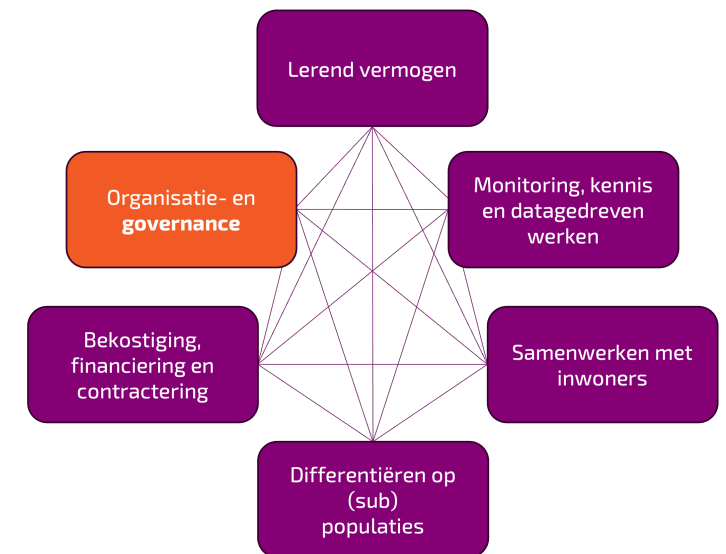 Lerend vermogen
Organisatie- en
governance
Monitoring, kennis
en datagedreven
werken
Bekostiging,
financiering en
contractering
Samenwerken met
inwoners
Differentiëren op
(sub)
populaties